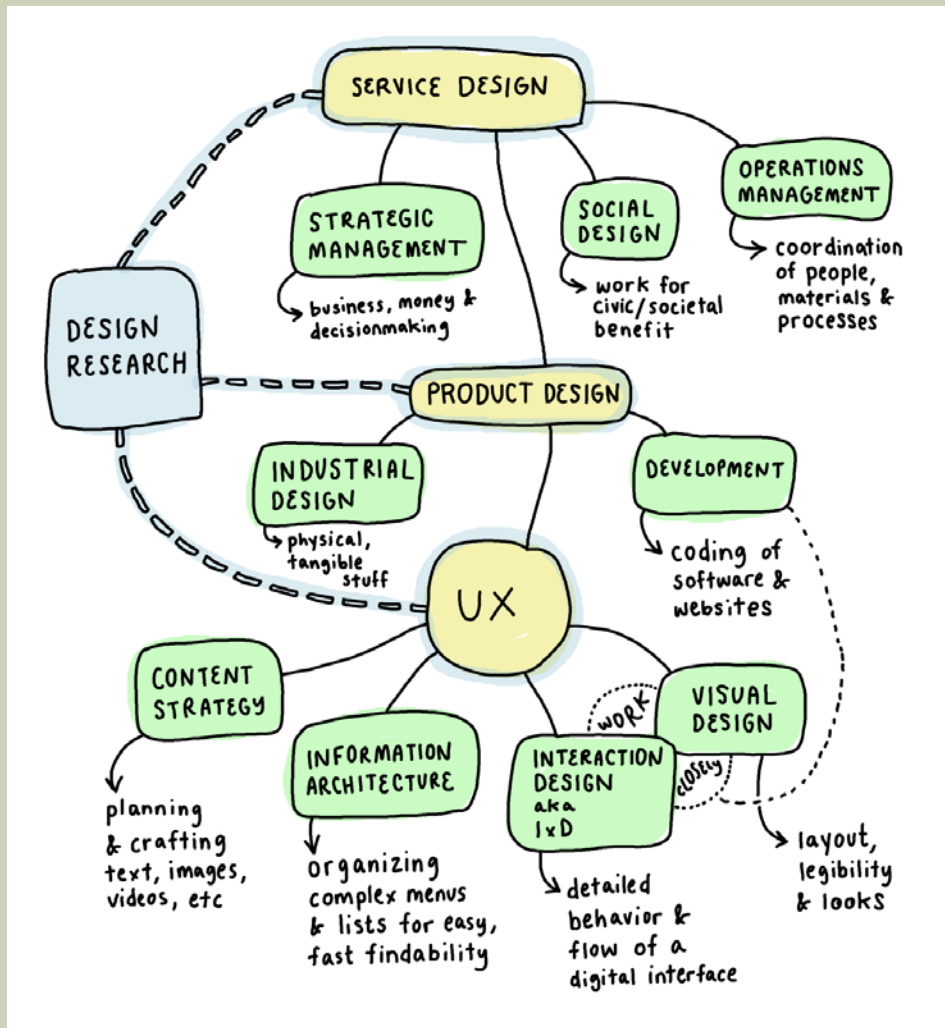 SERVICE DESIGN
STRATEGIC
MANAGEMENT
business, money &
decisionmaking
SOCIAL
DESIGN
work for
civic/societal
benefit
OPERATIONS
MANAGEMENT
coordination
of people,
materials &
processes
DESIGN
RESEARCH
PRODUCT DESIGN
INDUSTRIAL
DESIGN
physical,
tangible
stuff
DEVELOPMENT
coding of
software &
websites
UX
CONTENT
STRATEGY
planning
& crafting
text, images,
videos, etc
INFORMATION
ARCHITECTURE
organizing
complex menus
& lists for easy,
fast findability
INTERACTION
DESIGN
aka
IxD
detailed
behavior &
flow of a
digital interface
WORK
CLOSELY
VISUAL
DESIGN
layout,
legibility
& looks